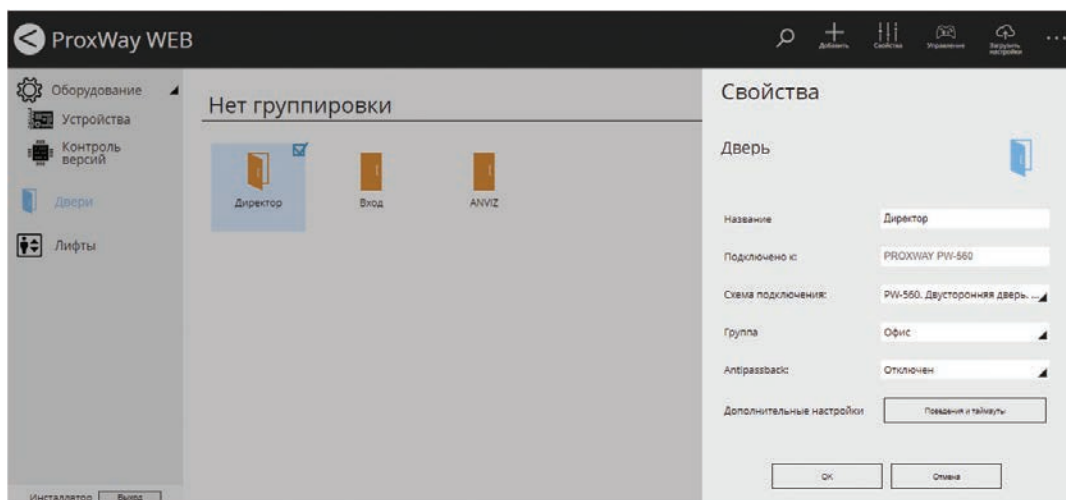 ProxWay WEB
Добавить
Свойства
Управление
Загрузить
настройки
Оборудование
Устройства
Контроль
версий
Двери
Лифты
Инсталлятор
Выход
Нет группировки
Директор
Вход
ANVIZ
Свойства
Дверь
Название
Директор
Подключено к:
PROXWAY PW-560
Схема подключения:
PW-560. Двусторонняя дверь. ...
Группа
Офис
Antipassback:
Отключен
Дополнительные настройки
Поведения и таймауты
OK
Отмена